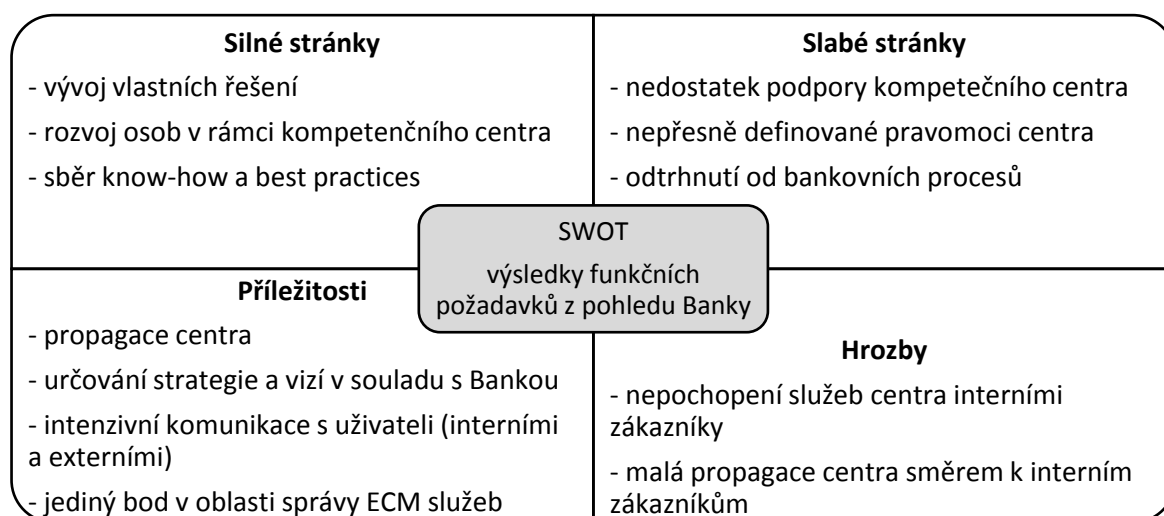 Silné stránky
- vývoj vlastních řešení
- rozvoj osob v rámci kompetenčního centra
- sběr know-how a best practices
Slabé stránky
- nedostatek podpory kompetečního centra
- nepřesně definované pravomoci centra
- odtrhnutí od bankovních procesů
SWOT
výsledky funkčních
požadavků z pohledu Banky
Příležitosti
- propagace centra
- určování strategie a vizí v souladu s Bankou
- intenzivní komunikace s uživateli (interními
a externími)
- jediný bod v oblasti správy ECM služeb
Hrozby
- nepochopení služeb centra interními
zákazníky
- malá propagace centra směrem k interním
zákazníkům